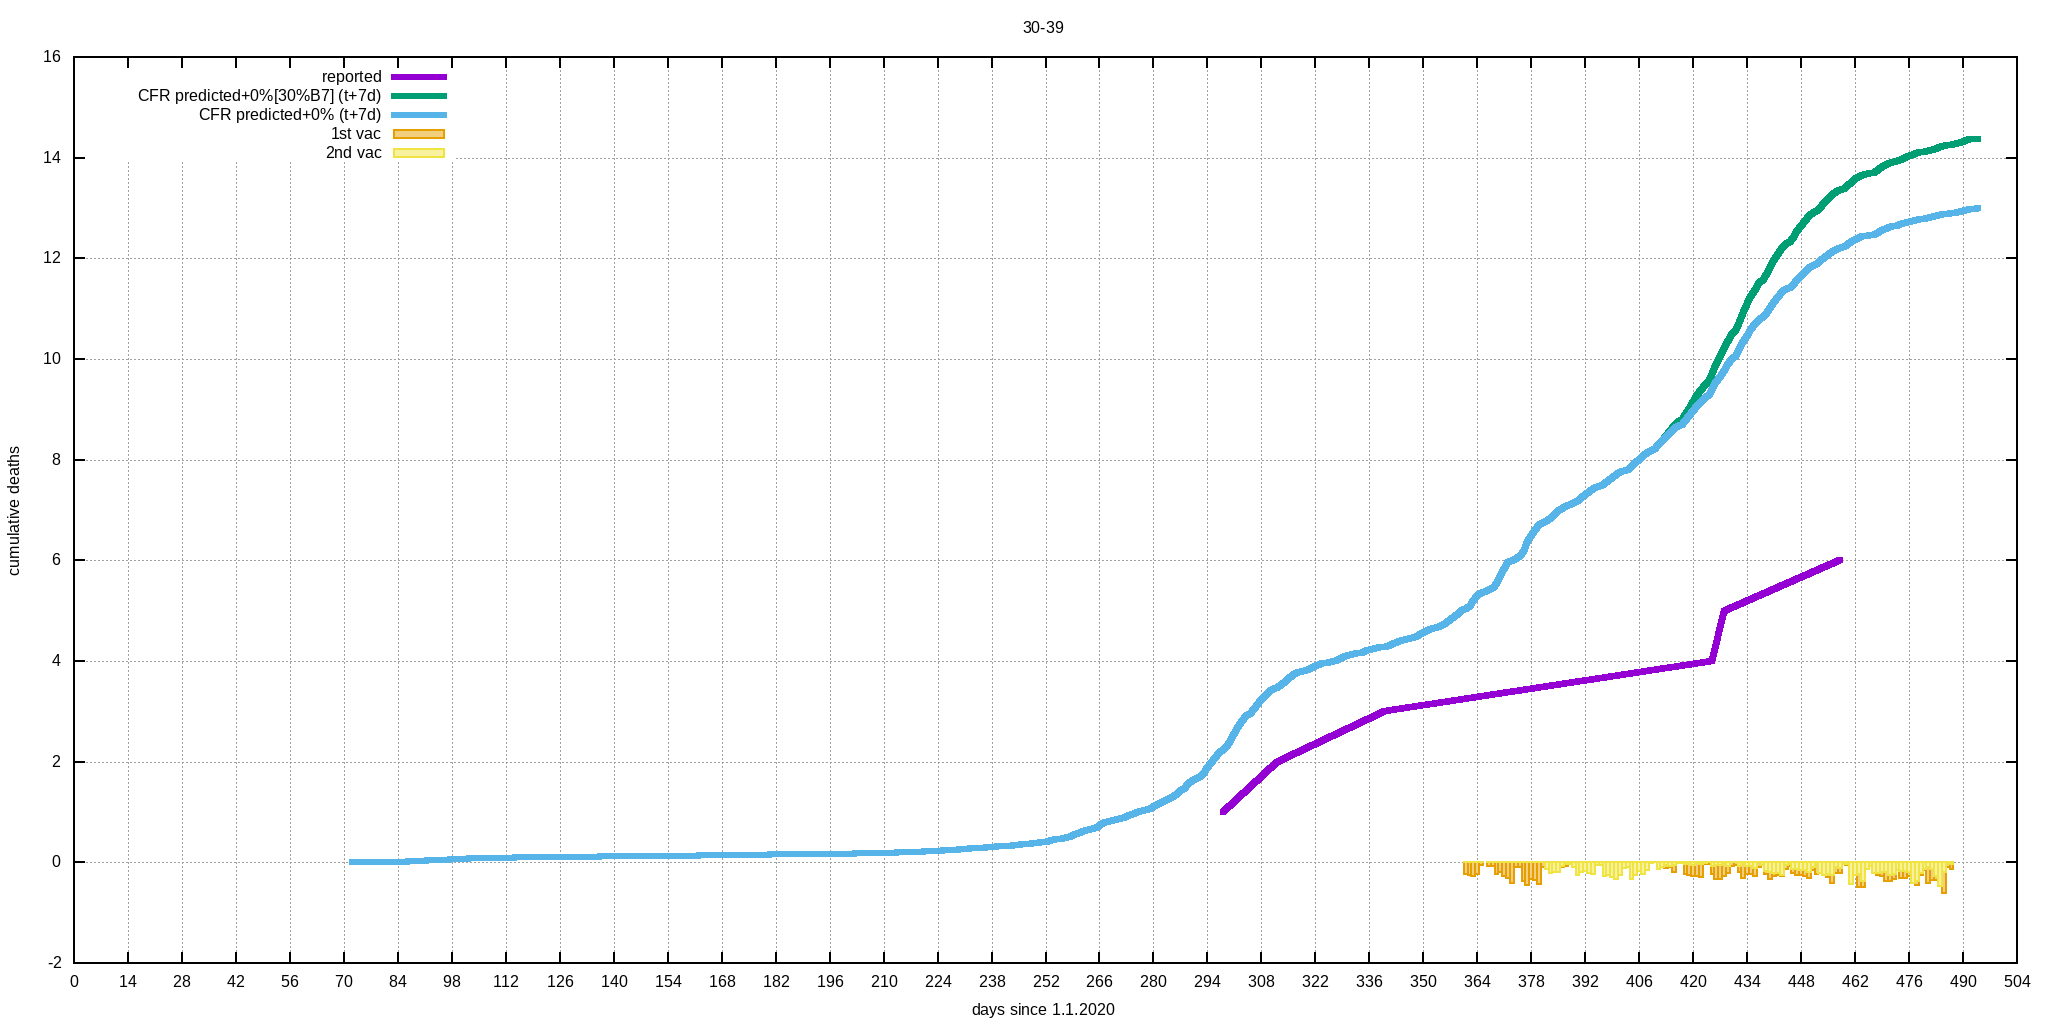 30-39
16
14
12
10
8
6
4
2
0
-2
reported
CFR predicted+0%[30%B7] (t+7d)
CFR predicted+0% (t+7d)
1st vac
2nd vac
cumulative deaths
0 14 28 42 56 70 84 98 112 126 140 154 168 182 196 210 224 238 252 266 280 294 308 322 336 350 364 378 392 406 420 434 448 462 476 490 504
days since 1.1.2020